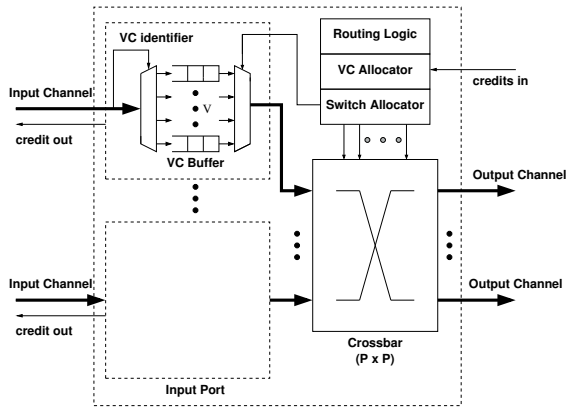 VC identifier
Routing Logic
VC Allocator
Switch Allocator
credits in
Input Channel
credit out
V
VC Buffer
Output Channel
Input Channel
credit out
Output Channel
Crossbar
(P x P)
Input Port